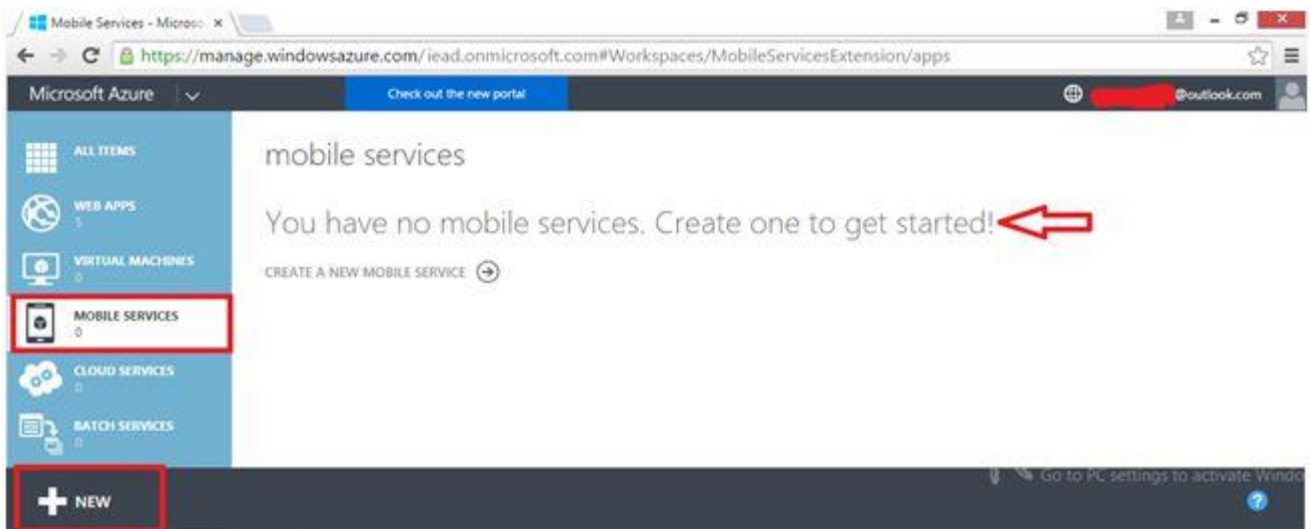 Mobile Services - Microso
https://manage.windowsazure.com/iead.onmicrosoft.com#Workspaces/MobileServicesExtension/apps
Microsoft Azure
Check out the new portal
@outlook.com
ALL ITEMS
mobile services
WEB APPS
5
You have no mobile services. Create one to get started!
VIRTUAL MACHINES
0
CREATE A NEW MOBILE SERVICE
MOBILE SERVICES
0
CLOUD SERVICES
0
BATCH SERVICES
0
Go to PC settings to activate Windo
NEW
?